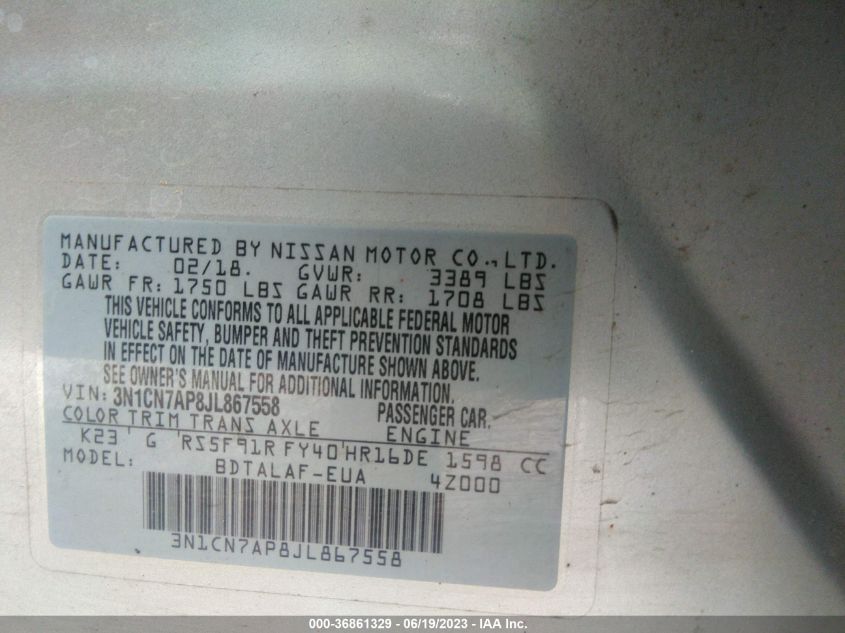 MANUFACTURED BY NISSAN MOTOR CO., LTD.
DATE: 02/18. GVWR: 3389 LBS
GAWR FR: 1750 LBS GAWR RR: 1708 LBS
THIS VEHICLE CONFORMS TO ALL APPLICABLE FEDERAL MOTOR
VEHICLE SAFETY, BUMPER AND THEFT PREVENTION STANDARDS
IN EFFECT ON THE DATE OF MANUFACTURE SHOWN ABOVE.
SEE OWNER'S MANUAL FOR ADDITIONAL INFORMATION.
VIN: 3N1CN7AP8JL867558 PASSENGER CAR.
COLOR TRIM TRANS AXLE ENGINE
K23' G 'RS5F91R FY40'HR16DE 1598 CC
MODEL: BDTALAF-EUA 4Z000
3N1CN7AP8JL867558
000-36861329 - 06/19/2023 - IAA Inc.